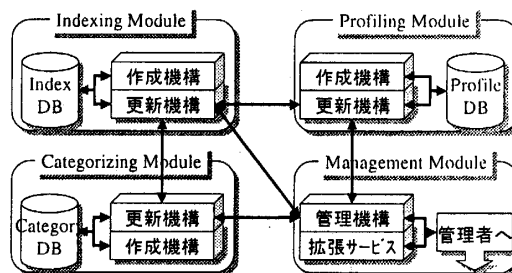 Indexing Module
Index
DB
作成機構
更新機構
Profiling Module
作成機構
更新機構
Profile
DB
Categorizing Module
Category
DB
更新機構
作成機構
Management Module
管理機構
拡張サービス
管理者へ